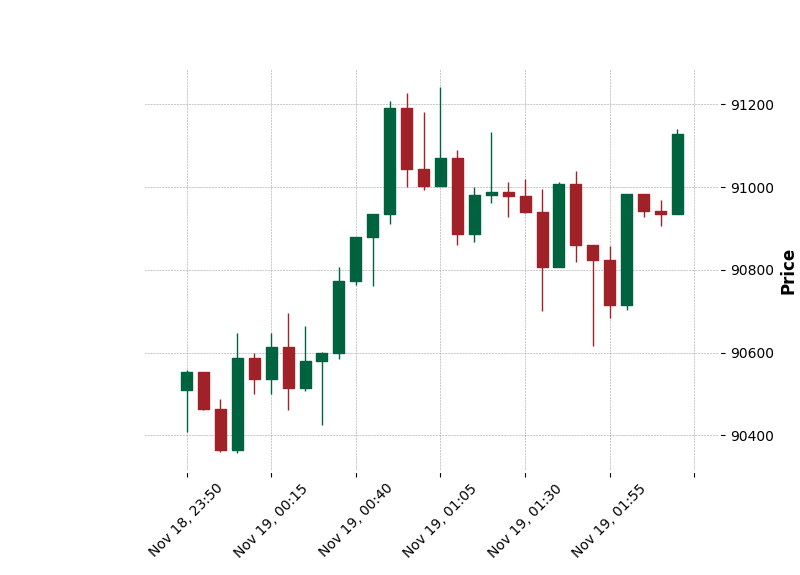 91200
91000
90800
90600
90400
Price
Nov 18, 23:50
Nov 19, 00:15
Nov 19, 00:40
Nov 19, 01:05
Nov 19, 01:30
Nov 19, 01:55